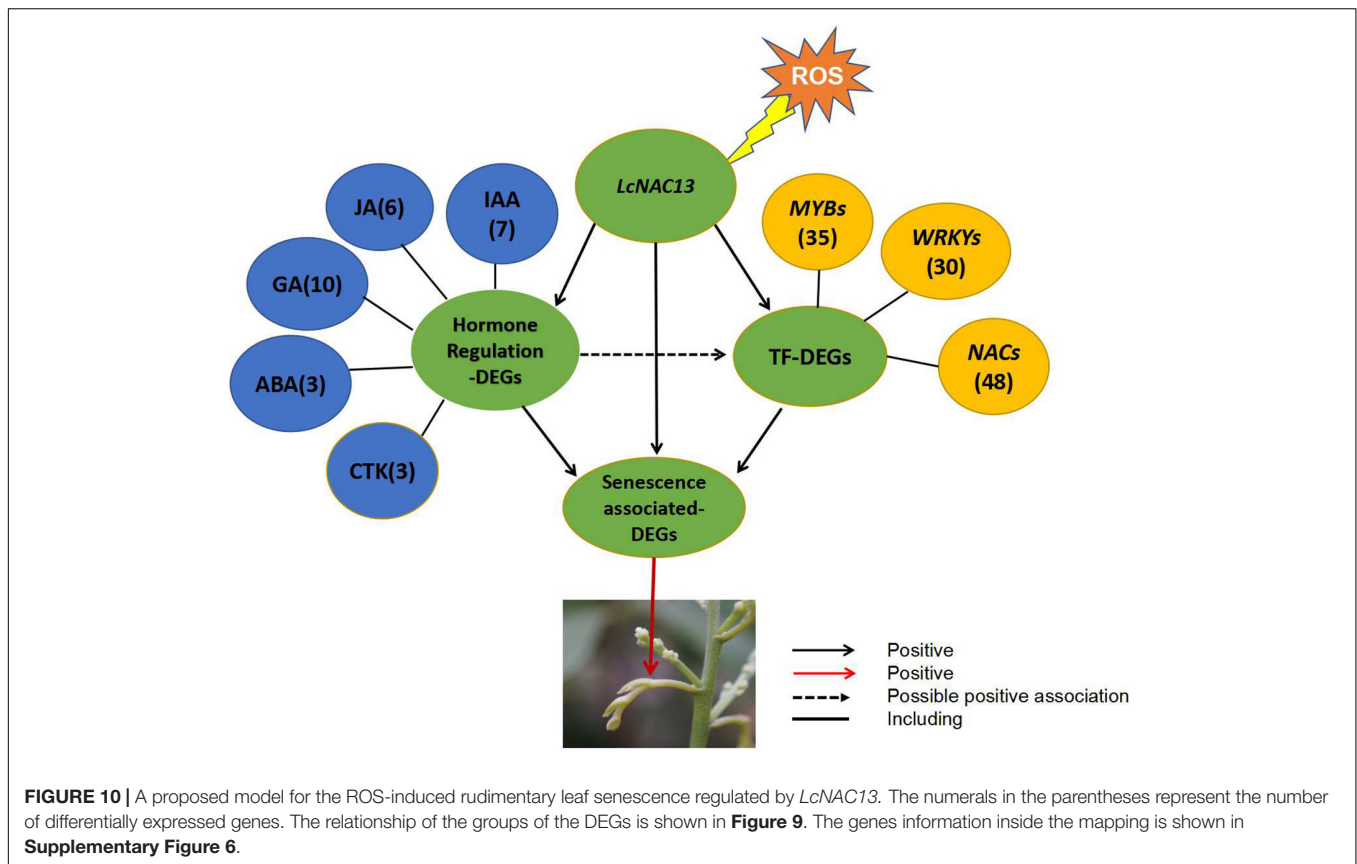 ROS
LcNAC13
JA(6)
IAA
(7)
MYBs
(35)
WRKYs
(30)
GA(10)
Hormone
Regulation
-DEGs
TF-DEGs
NACs
(48)
ABA(3)
CTK(3)
Senescence
associated-
DEGs
Positive
Positive
Possible positive association
Including
FIGURE 10 | A proposed model for the ROS-induced rudimentary leaf senescence regulated by LcNAC13. The numerals in the parentheses represent the number
of differentially expressed genes. The relationship of the groups of the DEGs is shown in Figure 9. The genes information inside the mapping is shown in
Supplementary Figure 6.